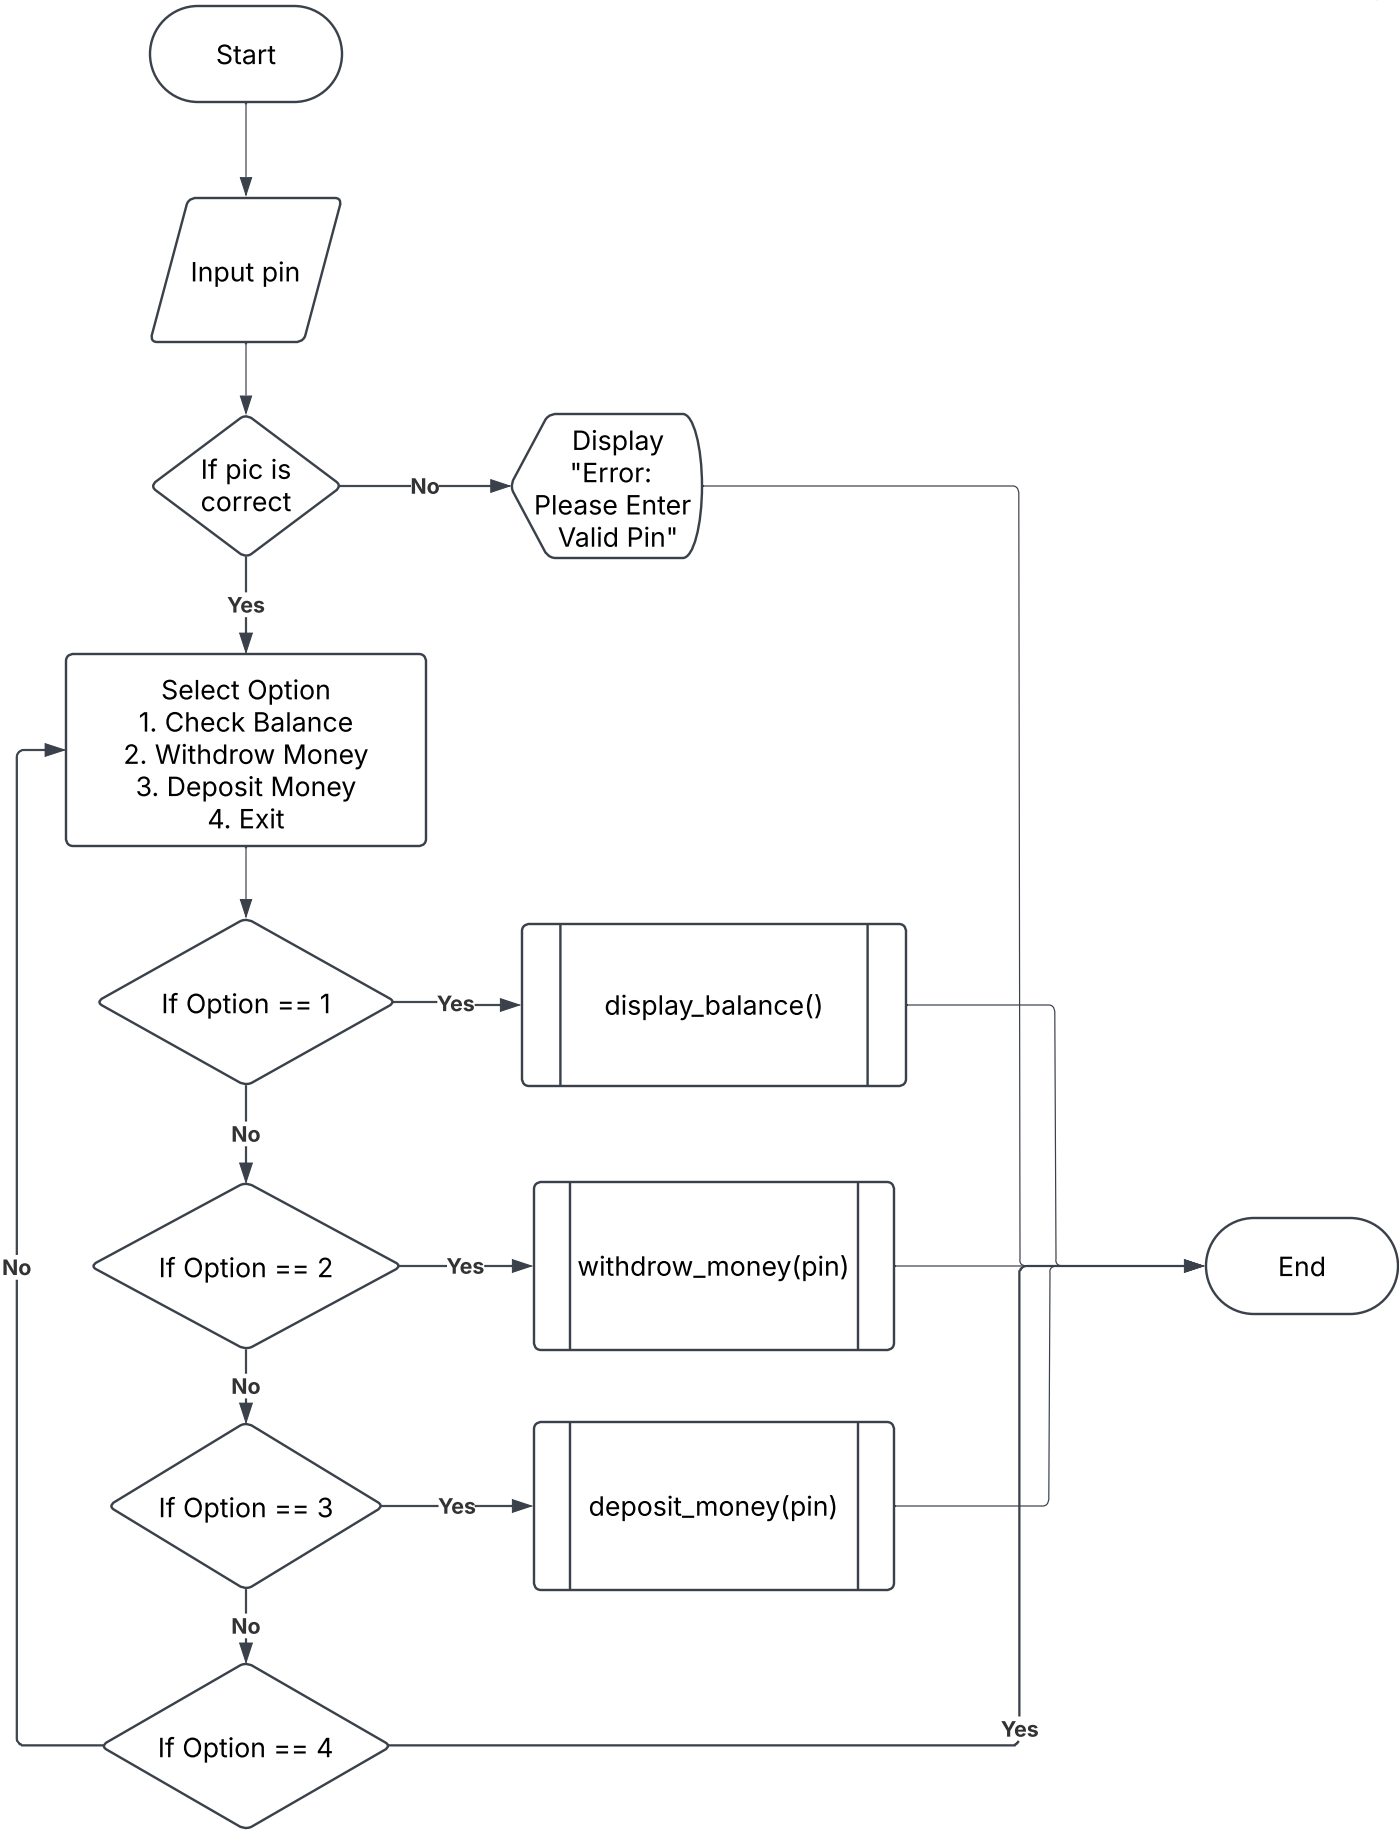 Start
Input pin
If pic is
correct
No
Display
"Error:
Please Enter
Valid Pin"
Yes
Select Option
1. Check Balance
2. Withdrow Money
3. Deposit Money
4. Exit
If Option == 1
Yes
display_balance()
No
If Option == 2
Yes
withdrow_money(pin)
End
No
No
If Option == 3
Yes
deposit_money(pin)
No
If Option == 4
Yes